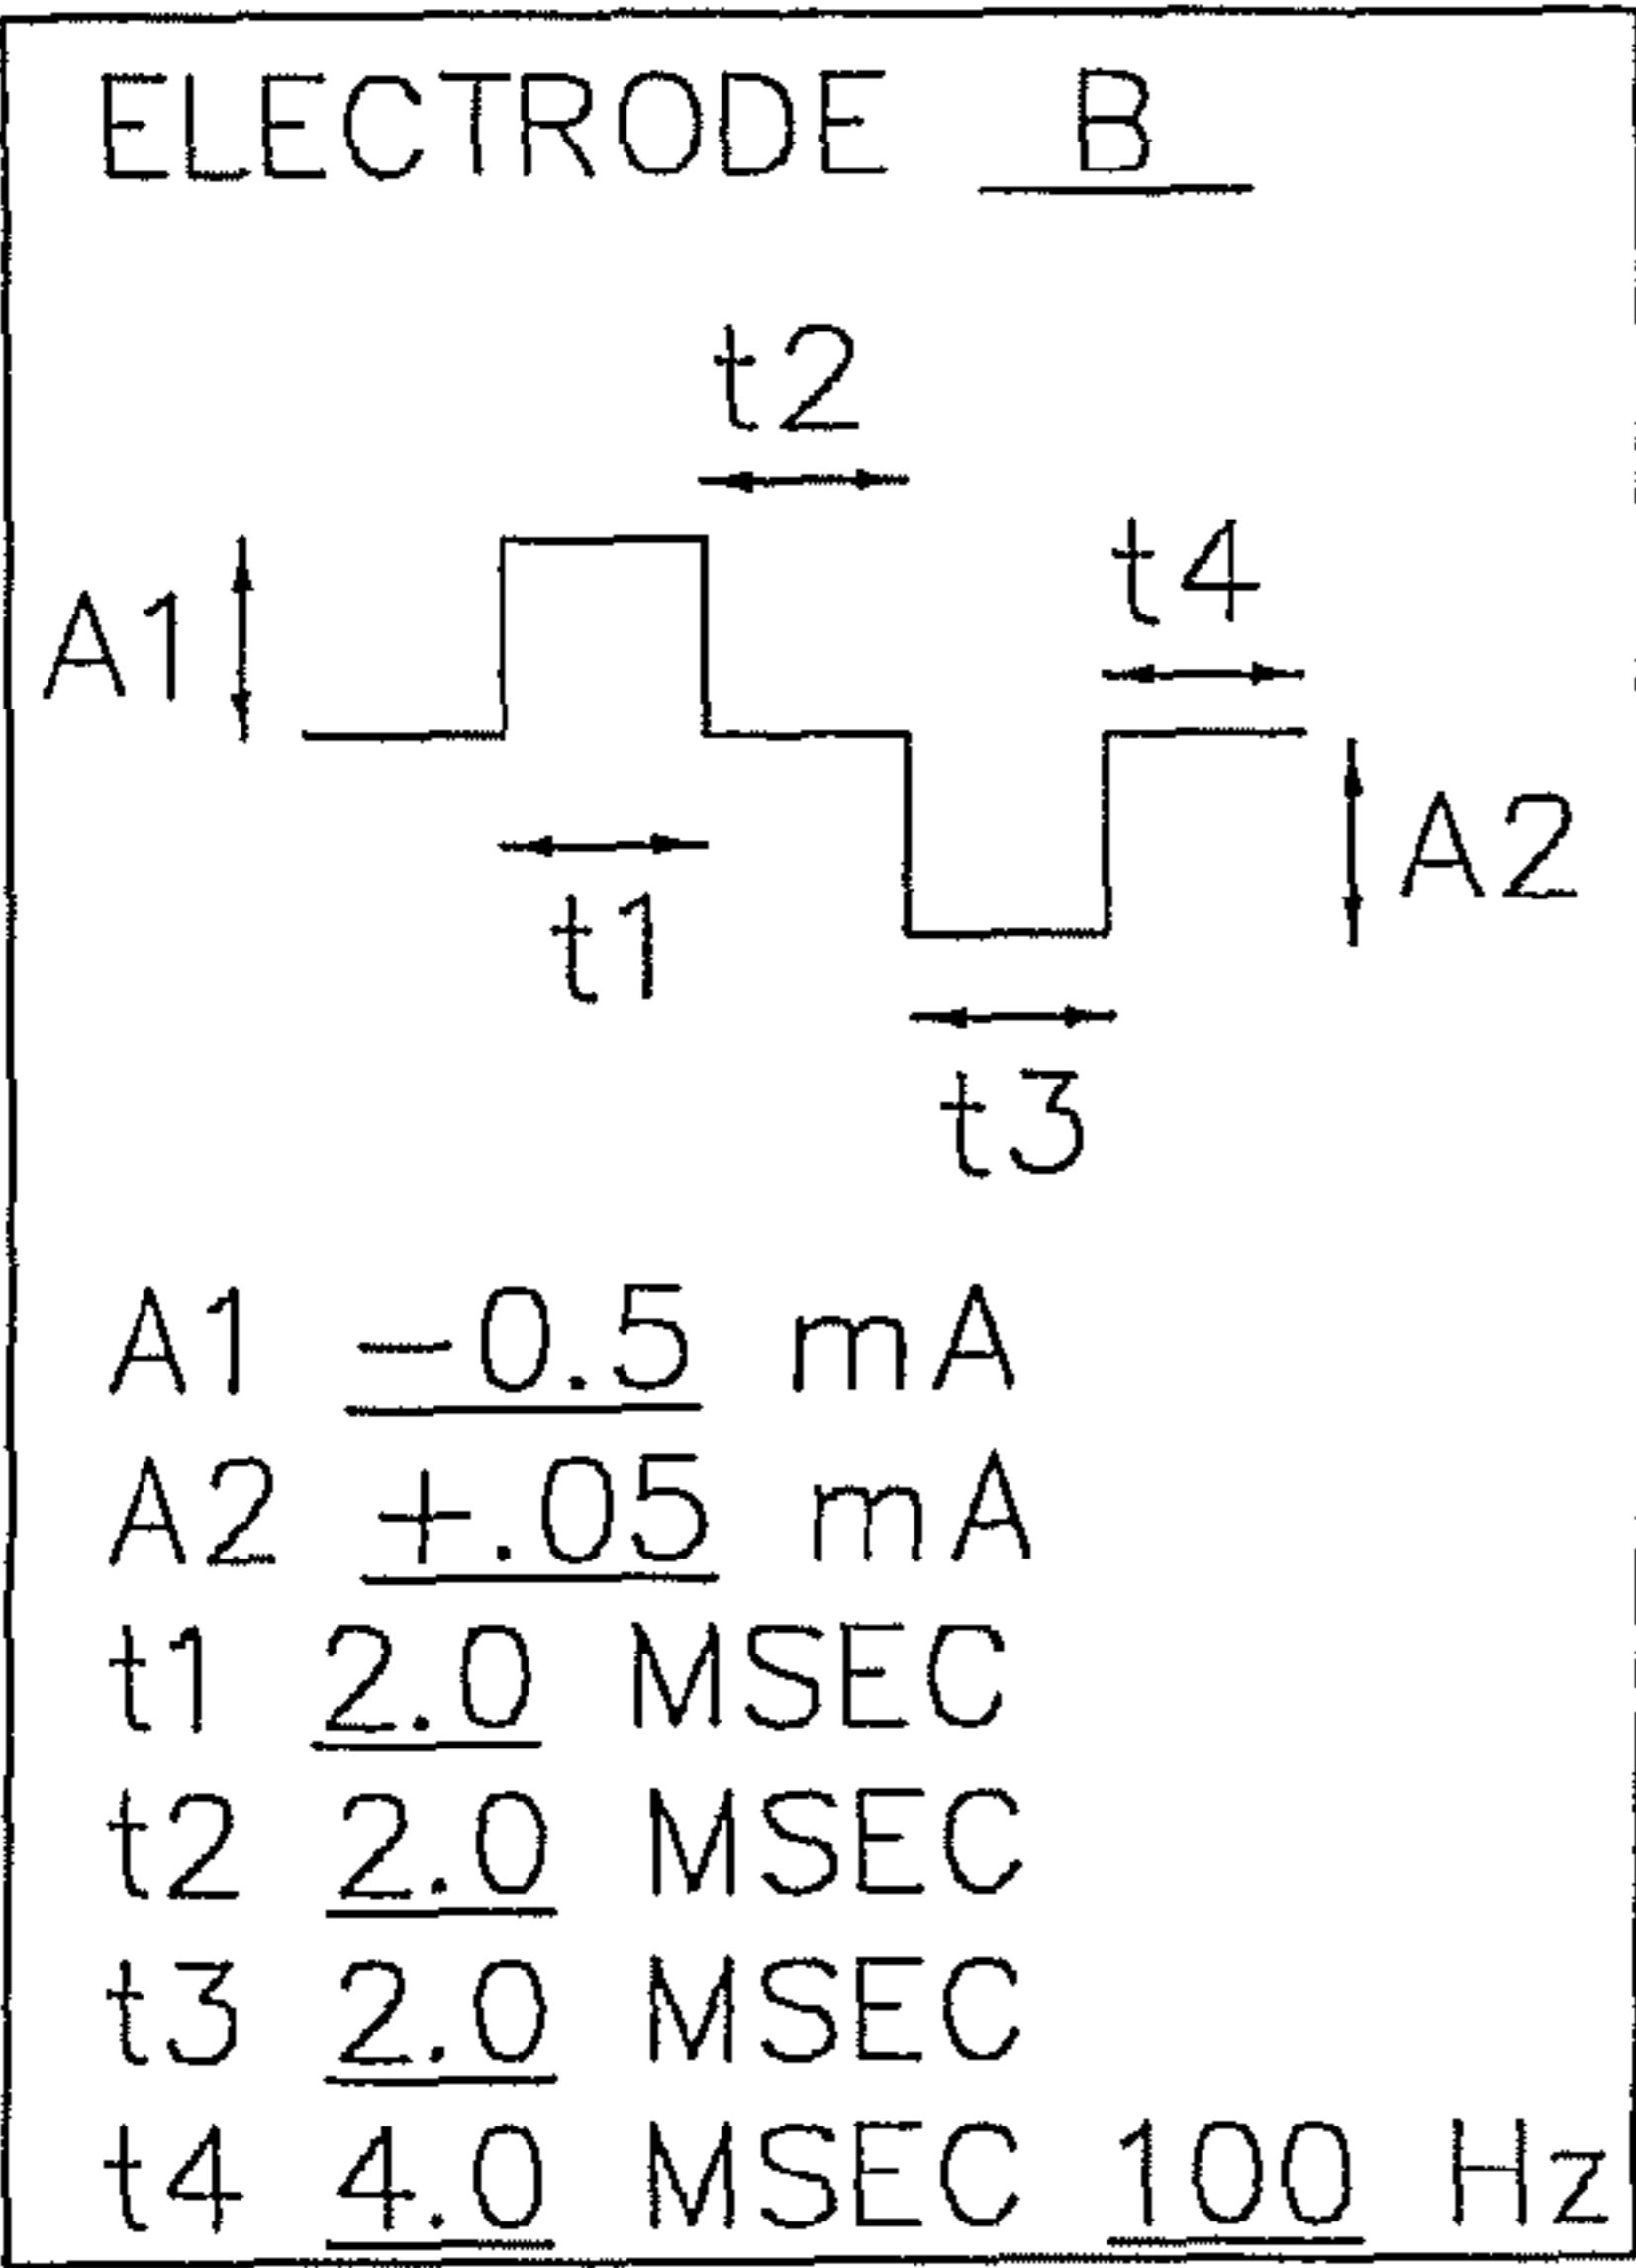 ELECTRODE B
t2
t4
A1
A2
t1
t3
A1 -0.5 mA
A2 +.05 mA
t1 2.0 MSEC
t2 2.0 MSEC
t3 2.0 MSEC
t4 4.0 MSEC 100 Hz